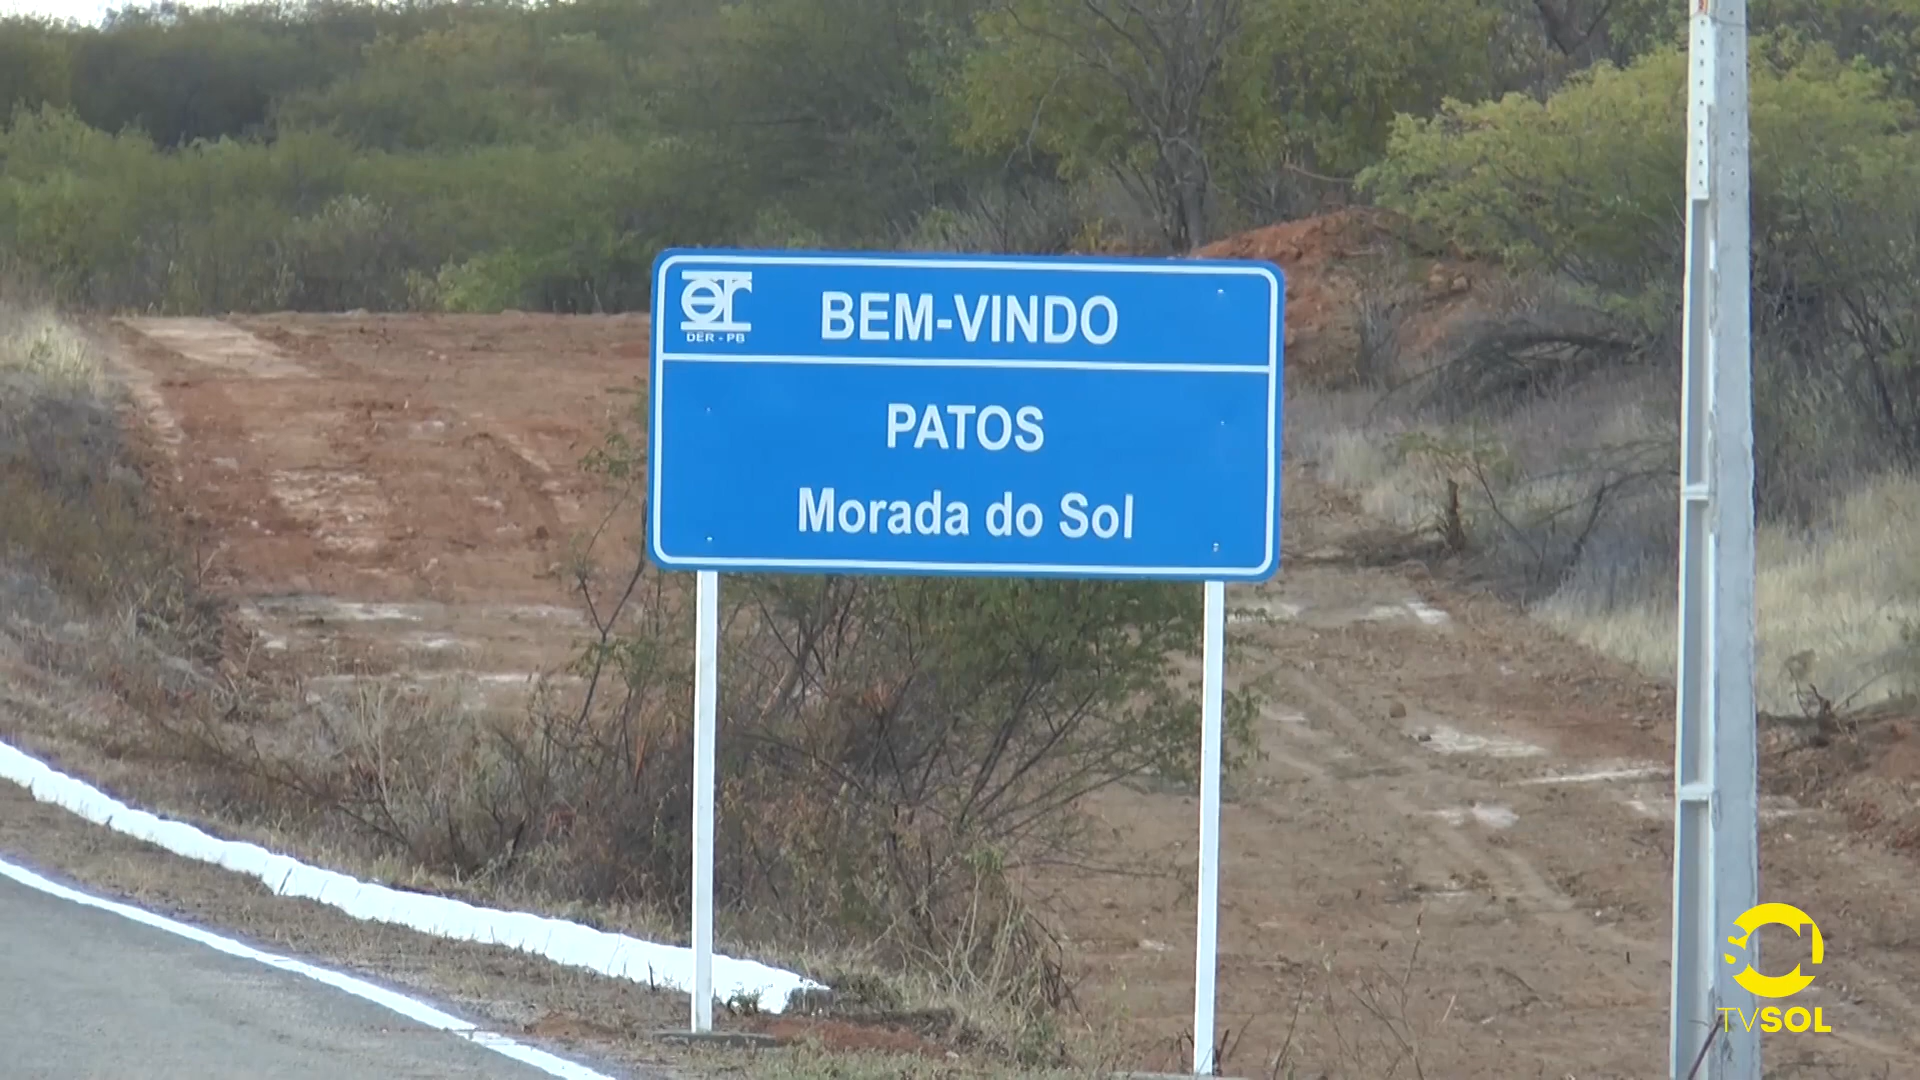 DER - PB
BEM-VINDO
PATOS
Morada do Sol
TVSOL